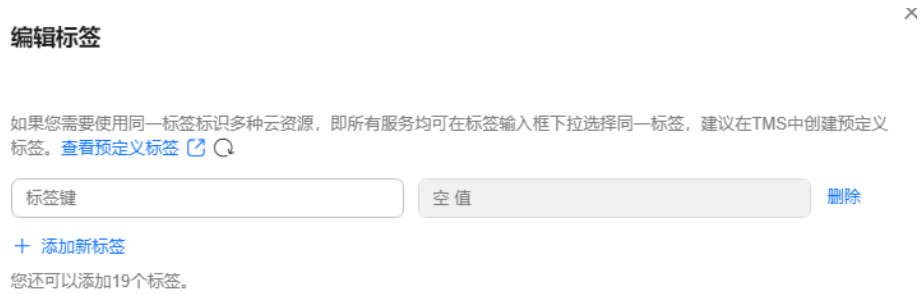 编辑标签
如果您需要使用同一标签标识多种云资源，即所有服务均可在标签输入框下拉选择同一标签，建议在TMS中创建预定义
标签。查看预定义标签
标签键 空 值 删除
＋ 添加新标签
您还可以添加19个标签。